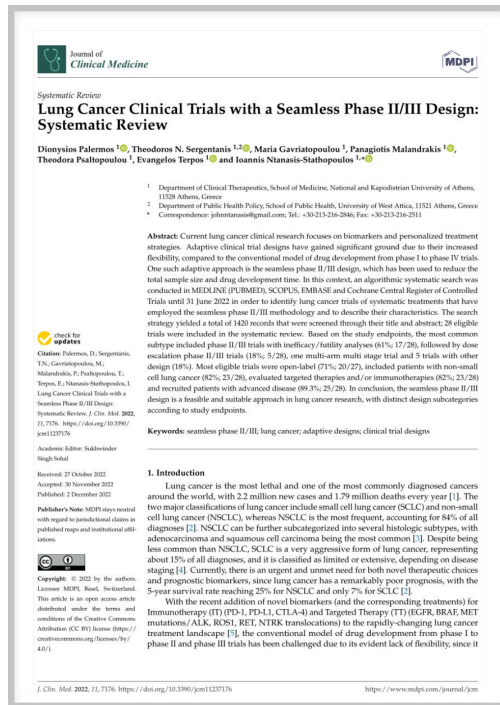 Journal of
Clinical Medicine
MDPI
Systematic Review
Lung Cancer Clinical Trials with a Seamless Phase II/III Design:
Systematic Review
Dionysios Palermos 1, Theodoros N. Sergentanis 1,2, Maria Gavriatopoulou 1, Panagiotis Malandrakis 1,
Theodora Psaltopoulou 1, Evangelos Terpos 1 and Ioannis Ntanasis-Stathopoulos 1,*
1 Department of Clinical Therapeutics, School of Medicine, National and Kapodistrian University of Athens,
11528 Athens, Greece
2 Department of Public Health Policy, School of Public Health, University of West Attica, 11521 Athens, Greece
* Correspondence: johnntanasis@gmail.com; Tel.: +30-213-216-2846; Fax: +30-213-216-2511
Abstract: Current lung cancer clinical research focuses on biomarkers and personalized treatment
strategies. Adaptive clinical trial designs have gained significant ground due to their increased
flexibility, compared to the conventional model of drug development from phase I to phase IV trials.
One such adaptive approach is the seamless phase II/III design, which has been used to reduce the
total sample size and drug development time. In this context, an algorithmic systematic search was
conducted in MEDLINE (PUBMED), SCOPUS, EMBASE and Cochrane Central Register of Controlled
Trials until 31 June 2022 in order to identify lung cancer trials of systematic treatments that have
employed the seamless phase II/III methodology and to describe their characteristics. The search
strategy yielded a total of 1420 records that were screened through their title and abstract; 28 eligible
trials were included in the systematic review. Based on the study endpoints, the most common
subtype included phase II/III trials with inefficacy/futility analyses (61%; 17/28), followed by dose
escalation phase II/III trials (18%; 5/28), one multi-arm multi stage trial and 5 trials with other
design (18%). Most eligible trials were open-label (71%; 20/27), included patients with non-small
cell lung cancer (82%; 23/28), evaluated targeted therapies and/or immunotherapies (82%; 23/28)
and recruited patients with advanced disease (89.3%; 25/28). In conclusion, the seamless phase II/III
design is a feasible and suitable approach in lung cancer research, with distinct design subcategories
according to study endpoints.
Keywords: seamless phase II/III; lung cancer; adaptive designs; clinical trial designs
check for
updates
Citation: Palermos, D.; Sergentanis,
T.N.; Gavriatopoulou, M.;
Malandrakis, P.; Psaltopoulou, T.;
Terpos, E.; Ntanasis-Stathopoulos, I.
Lung Cancer Clinical Trials with a
Seamless Phase II/III Design:
Systematic Review. J. Clin. Med. 2022,
11, 7176. https://doi.org/10.3390/
jcm11237176
Academic Editor: Sukhwinder
Singh Sohal
Received: 27 October 2022
Accepted: 30 November 2022
Published: 2 December 2022
Publisher's Note: MDPI stays neutral
with regard to jurisdictional claims in
published maps and institutional affil-
iations.
CC BY
Copyright: © 2022 by the authors.
Licensee MDPI, Basel, Switzerland.
This article is an open access article
distributed under the terms and
conditions of the Creative Commons
Attribution (CC BY) license (https://
creativecommons.org/licenses/by/
4.0/).
1. Introduction
Lung cancer is the most lethal and one of the most commonly diagnosed cancers
around the world, with 2.2 million new cases and 1.79 million deaths every year [1]. The
two major classifications of lung cancer include small cell lung cancer (SCLC) and non-small
cell lung cancer (NSCLC), whereas NSCLC is the most frequent, accounting for 84% of all
diagnoses [2]. NSCLC can be further subcategorized into several histologic subtypes, with
adenocarcinoma and squamous cell carcinoma being the most common [3]. Despite being
less common than NSCLC, SCLC is a very aggressive form of lung cancer, representing
about 15% of all diagnoses, and it is classified as limited or extensive, depending on disease
staging [4]. Currently, there is an urgent and unmet need for both novel therapeutic choices
and prognostic biomarkers, since lung cancer has a remarkably poor prognosis, with the
5-year survival rate reaching 25% for NSCLC and only 7% for SCLC [2].
With the recent addition of novel biomarkers (and the corresponding treatments) for
Immunotherapy (IT) (PD-1, PD-L1, CTLA-4) and Targeted Therapy (TT) (EGFR, BRAF, MET
mutations/ALK, ROS1, RET, NTRK translocations) to the rapidly-changing lung cancer
treatment landscape [5], the conventional model of drug development from phase I to
phase II and phase III trials has been challenged due to its evident lack of flexibility, since it
J. Clin. Med. 2022, 11, 7176. https://doi.org/10.3390/jcm11237176
https://www.mdpi.com/journal/jcm